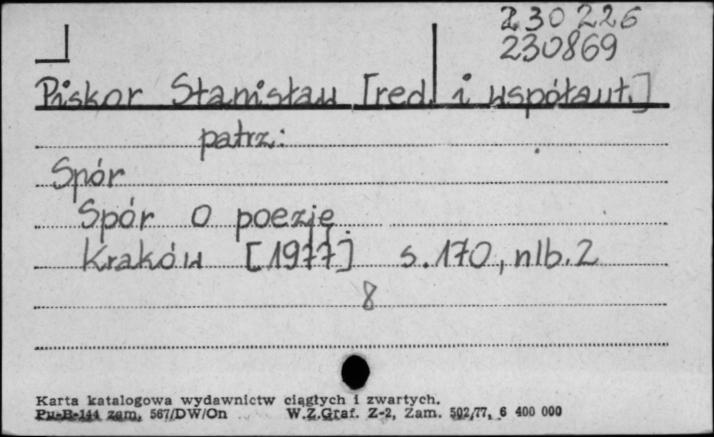 230226
230869
Piskor Stanisław [red. i współaut.]
patrz:
Spór
Spór o poezję.
Kraków [1977] s. 170, nlb. 2
8
Karta katalogowa wydawnictw ciągłych i zwartych.
Pu-B-144 zam. 567/DW/On W.Z.Graf. Z-2, Zam. 502/77, 6 400 000